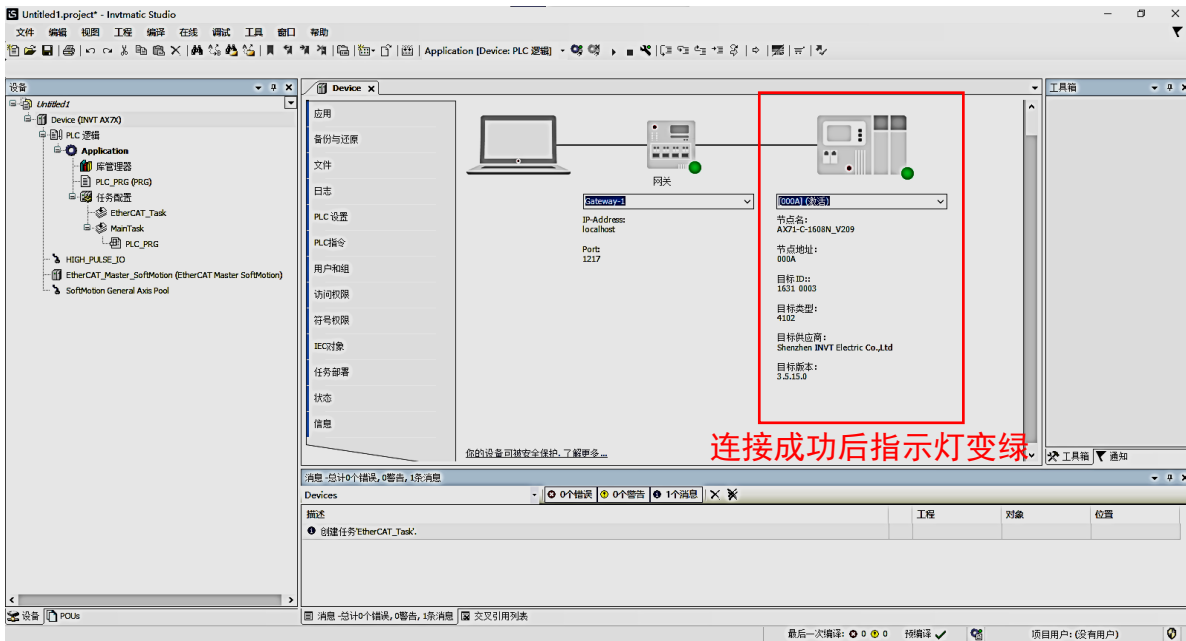 Untitled1.project* - Invtmatic Studio
文件 编辑 视图 工程 编译 在线 调试 工具 窗口 帮助
Application [Device: PLC 逻辑]
设备
Untitled1
Device (INVT AX7X)
PLC 逻辑
Application
库管理器
PLC_PRG (PRG)
任务配置
EtherCAT_Task
MainTask
PLC_PRG
HIGH_PULSE_IO
EtherCAT_Master_SoftMotion (EtherCAT Master SoftMotion)
SoftMotion General Axis Pool
设备 POUs
Device
应用
备份与还原
文件
日志
PLC 设置
PLC指令
用户和组
访问权限
符号权限
IEC对象
任务部署
状态
信息
网关
Gateway-1
IP-Address:
localhost
Port:
1217
[000A] (激活)
节点名:
AX71-C-1608N_V209
节点地址:
000A
目标ID::
1631 0003
目标类型:
4102
目标供应商:
Shenzhen INVT Electric Co.,Ltd
目标版本:
3.5.15.0
连接成功后指示灯变绿
你的设备可被安全保护. 了解更多...
工具箱
工具箱 通知
消息 -总计0个错误, 0警告, 1条消息
Devices 0个错误 0个警告 1个消息
描述 工程 对象 位置
创建任务'EtherCAT_Task'.
消息 -总计0个错误, 0警告, 1条消息 交叉引用列表
最后一次编译: 0 0 预编译 项目用户: (没有用户)